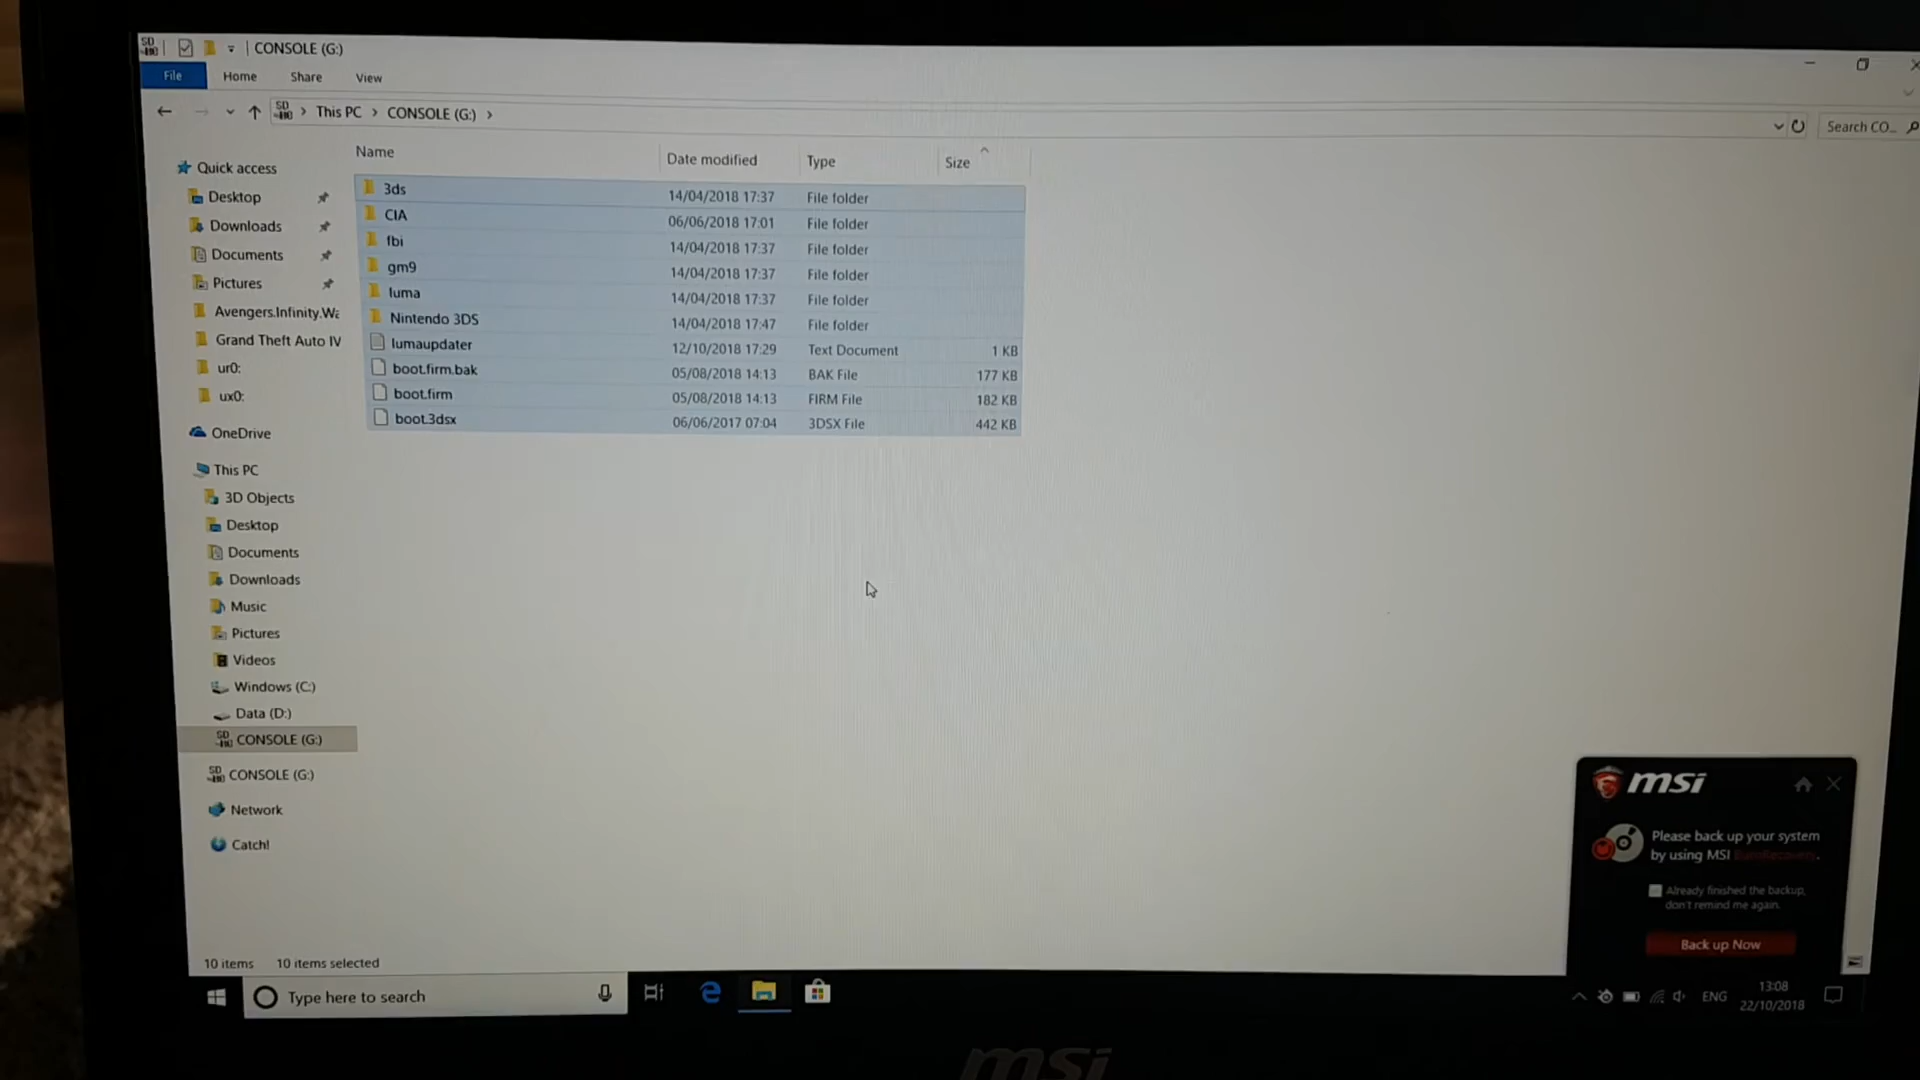 CONSOLE (G:)
File Home Share View
This PC > CONSOLE (G:) >
Search CO...
Name Date modified Type Size
3ds 14/04/2018 17:37 File folder
CIA 06/06/2018 17:01 File folder
fbi 14/04/2018 17:37 File folder
gm9 14/04/2018 17:37 File folder
luma 14/04/2018 17:37 File folder
Nintendo 3DS 14/04/2018 17:47 File folder
lumaupdater 12/10/2018 17:29 Text Document 1 KB
boot.firm.bak 05/08/2018 14:13 BAK File 177 KB
boot.firm 05/08/2018 14:13 FIRM File 182 KB
boot.3dsx 06/06/2017 07:04 3DSX File 442 KB
Quick access
Desktop
Downloads
Documents
Pictures
Avengers.Infinity.Wa
Grand Theft Auto IV
ur0:
ux0:
OneDrive
This PC
3D Objects
Desktop
Documents
Downloads
Music
Pictures
Videos
Windows (C:)
Data (D:)
CONSOLE (G:)
CONSOLE (G:)
Network
Catch!
10 items 10 items selected
msi
Please back up your system
by using MSI BurnRecovery.
Already finished the backup,
don't remind me again.
Back up Now
Type here to search
ENG
13:08
22/10/2018
msi